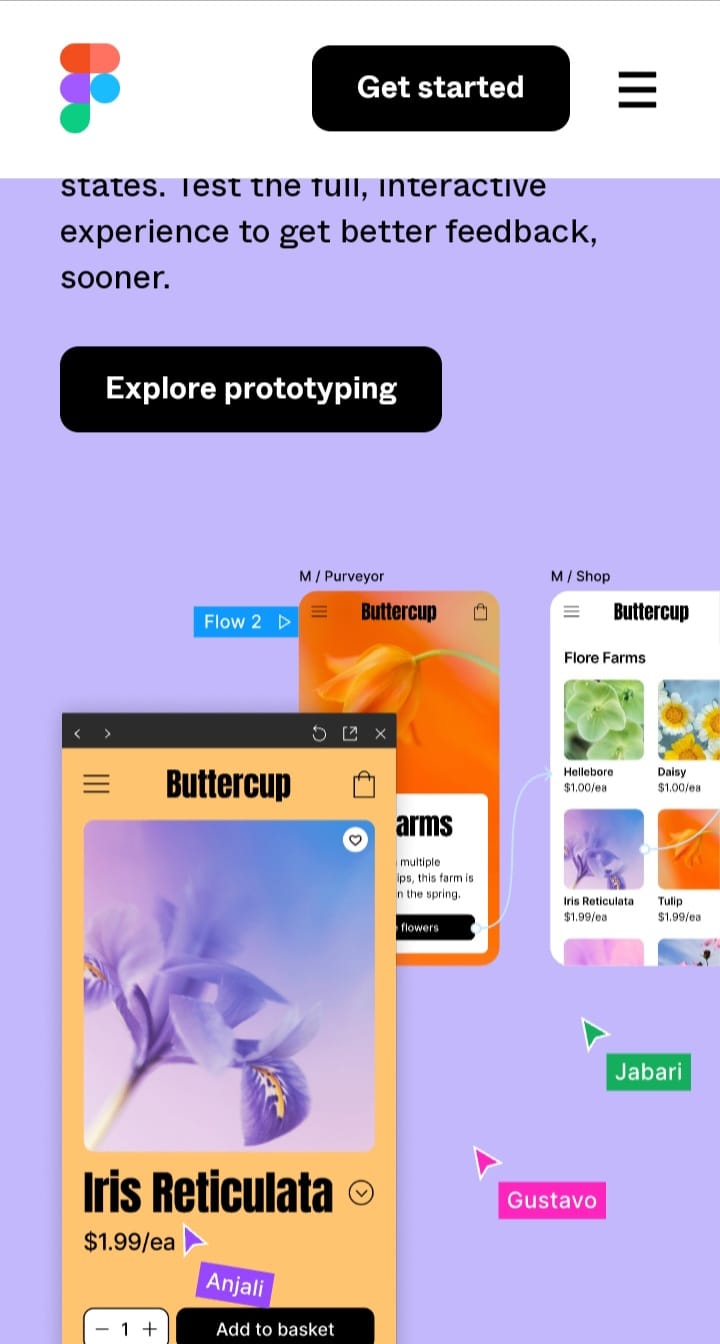 Get started
states. Test the full, interactive
experience to get better feedback,
sooner.
Explore prototyping
M / Purveyor
M / Shop
Flow 2
Buttercup
Buttercup
Flore Farms
Hellebore
$1.00/ea
Daisy
$1.00/ea
Buttercup
arms
multiple
ips, this farm is
n the spring.
flowers
Iris Reticulata
$1.99/ea
Tulip
$1.99/ea
Jabari
Gustavo
Iris Reticulata
$1.99/ea
Anjali
1
Add to basket